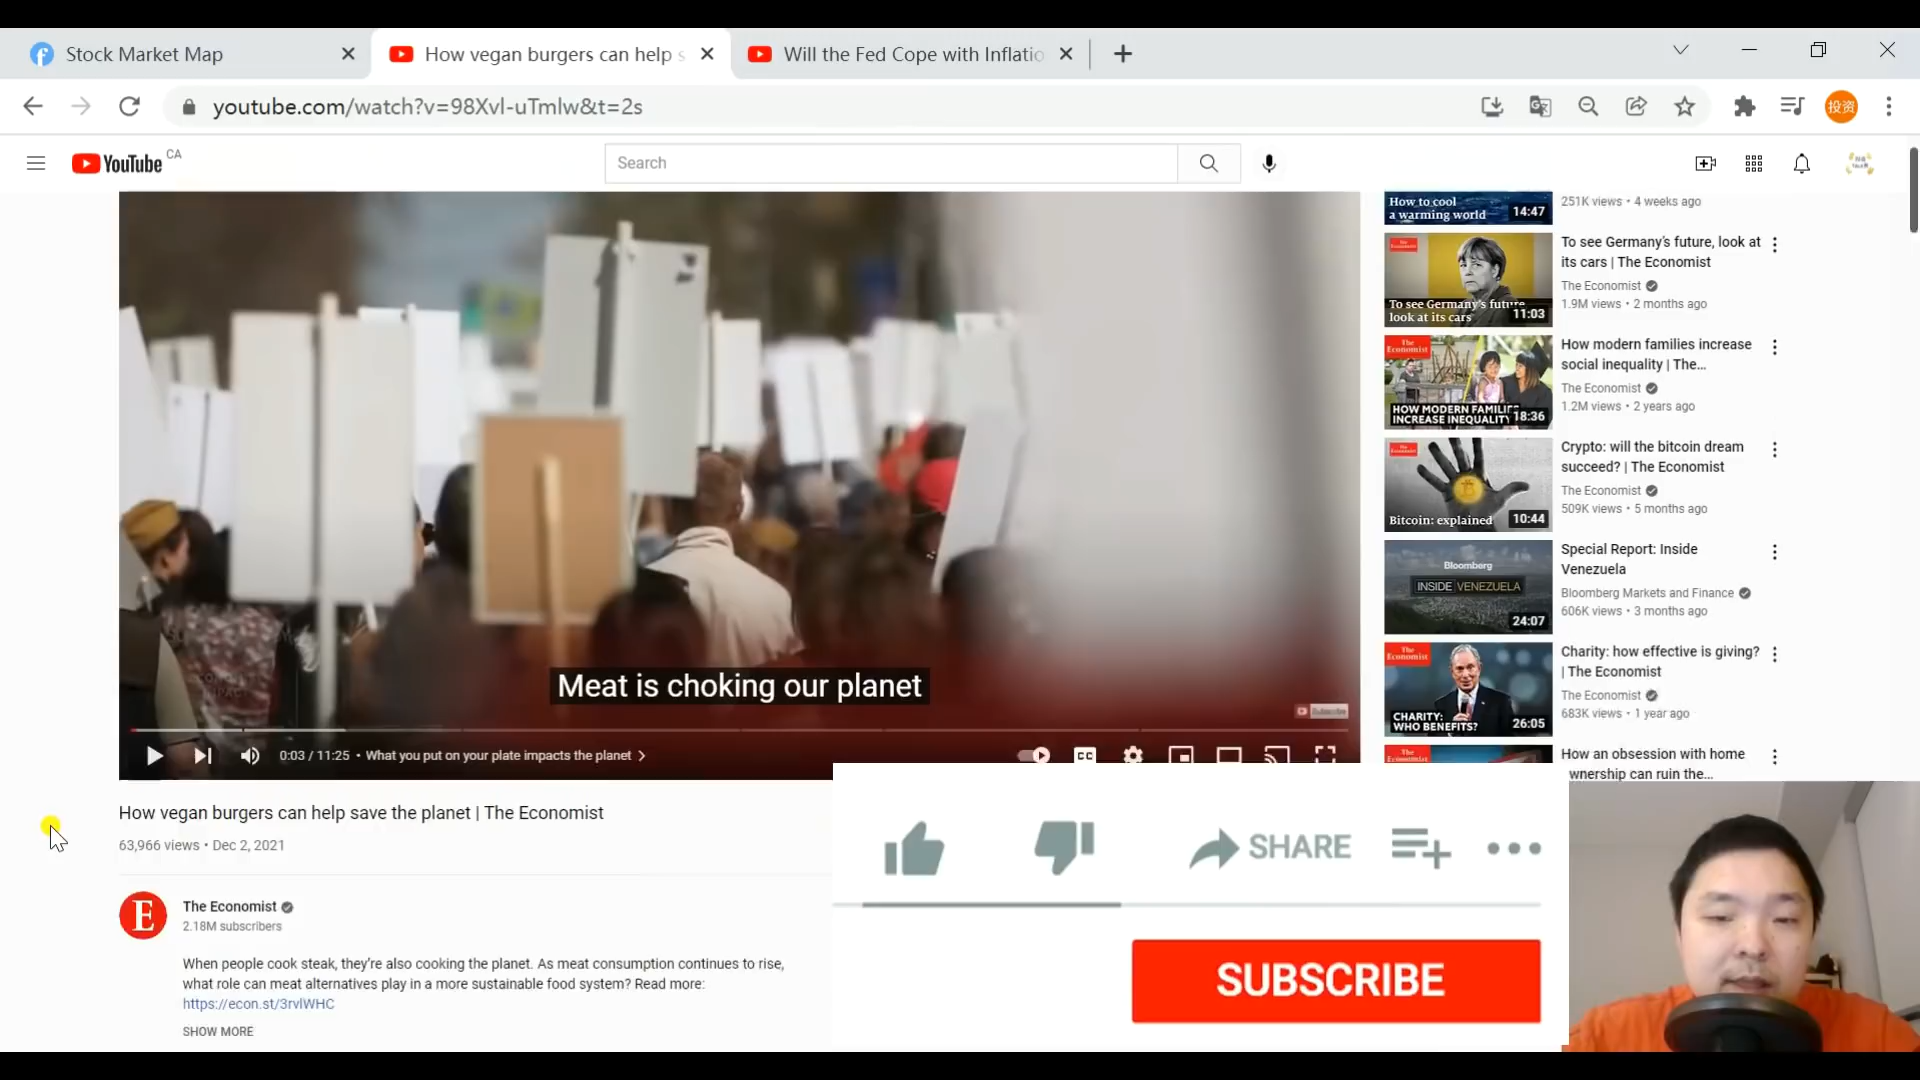 Stock Market Map
How vegan burgers can help s
Will the Fed Cope with Inflatio
youtube.com/watch?v=98Xvl-uTmlw&t=2s
投资
YouTube CA
Search
Meat is choking our planet
Subscribe
0:03 / 11:25 • What you put on your plate impacts the planet
CC
How vegan burgers can help save the planet | The Economist
63,966 views • Dec 2, 2021
E
The Economist
2.18M subscribers
When people cook steak, they're also cooking the planet. As meat consumption continues to rise,
what role can meat alternatives play in a more sustainable food system? Read more:
https://econ.st/3rvlWHC
SHOW MORE
SHARE
SUBSCRIBE
How to cool
a warming world
14:47
251K views • 4 weeks ago
To see Germany's future,
look at its cars
11:03
To see Germany's future, look at
its cars | The Economist
The Economist
1.9M views • 2 months ago
The
Economist
HOW MODERN FAMILIES
INCREASE INEQUALITY
18:36
How modern families increase
social inequality | The...
The Economist
1.2M views • 2 years ago
Bitcoin: explained
10:44
Crypto: will the bitcoin dream
succeed? | The Economist
The Economist
509K views • 5 months ago
Bloomberg
INSIDE VENEZUELA
24:07
Special Report: Inside
Venezuela
Bloomberg Markets and Finance
606K views • 3 months ago
The
Economist
CHARITY:
WHO BENEFITS?
26:05
Charity: how effective is giving?
| The Economist
The Economist
683K views • 1 year ago
The
How an obsession with home
ownership can ruin the...